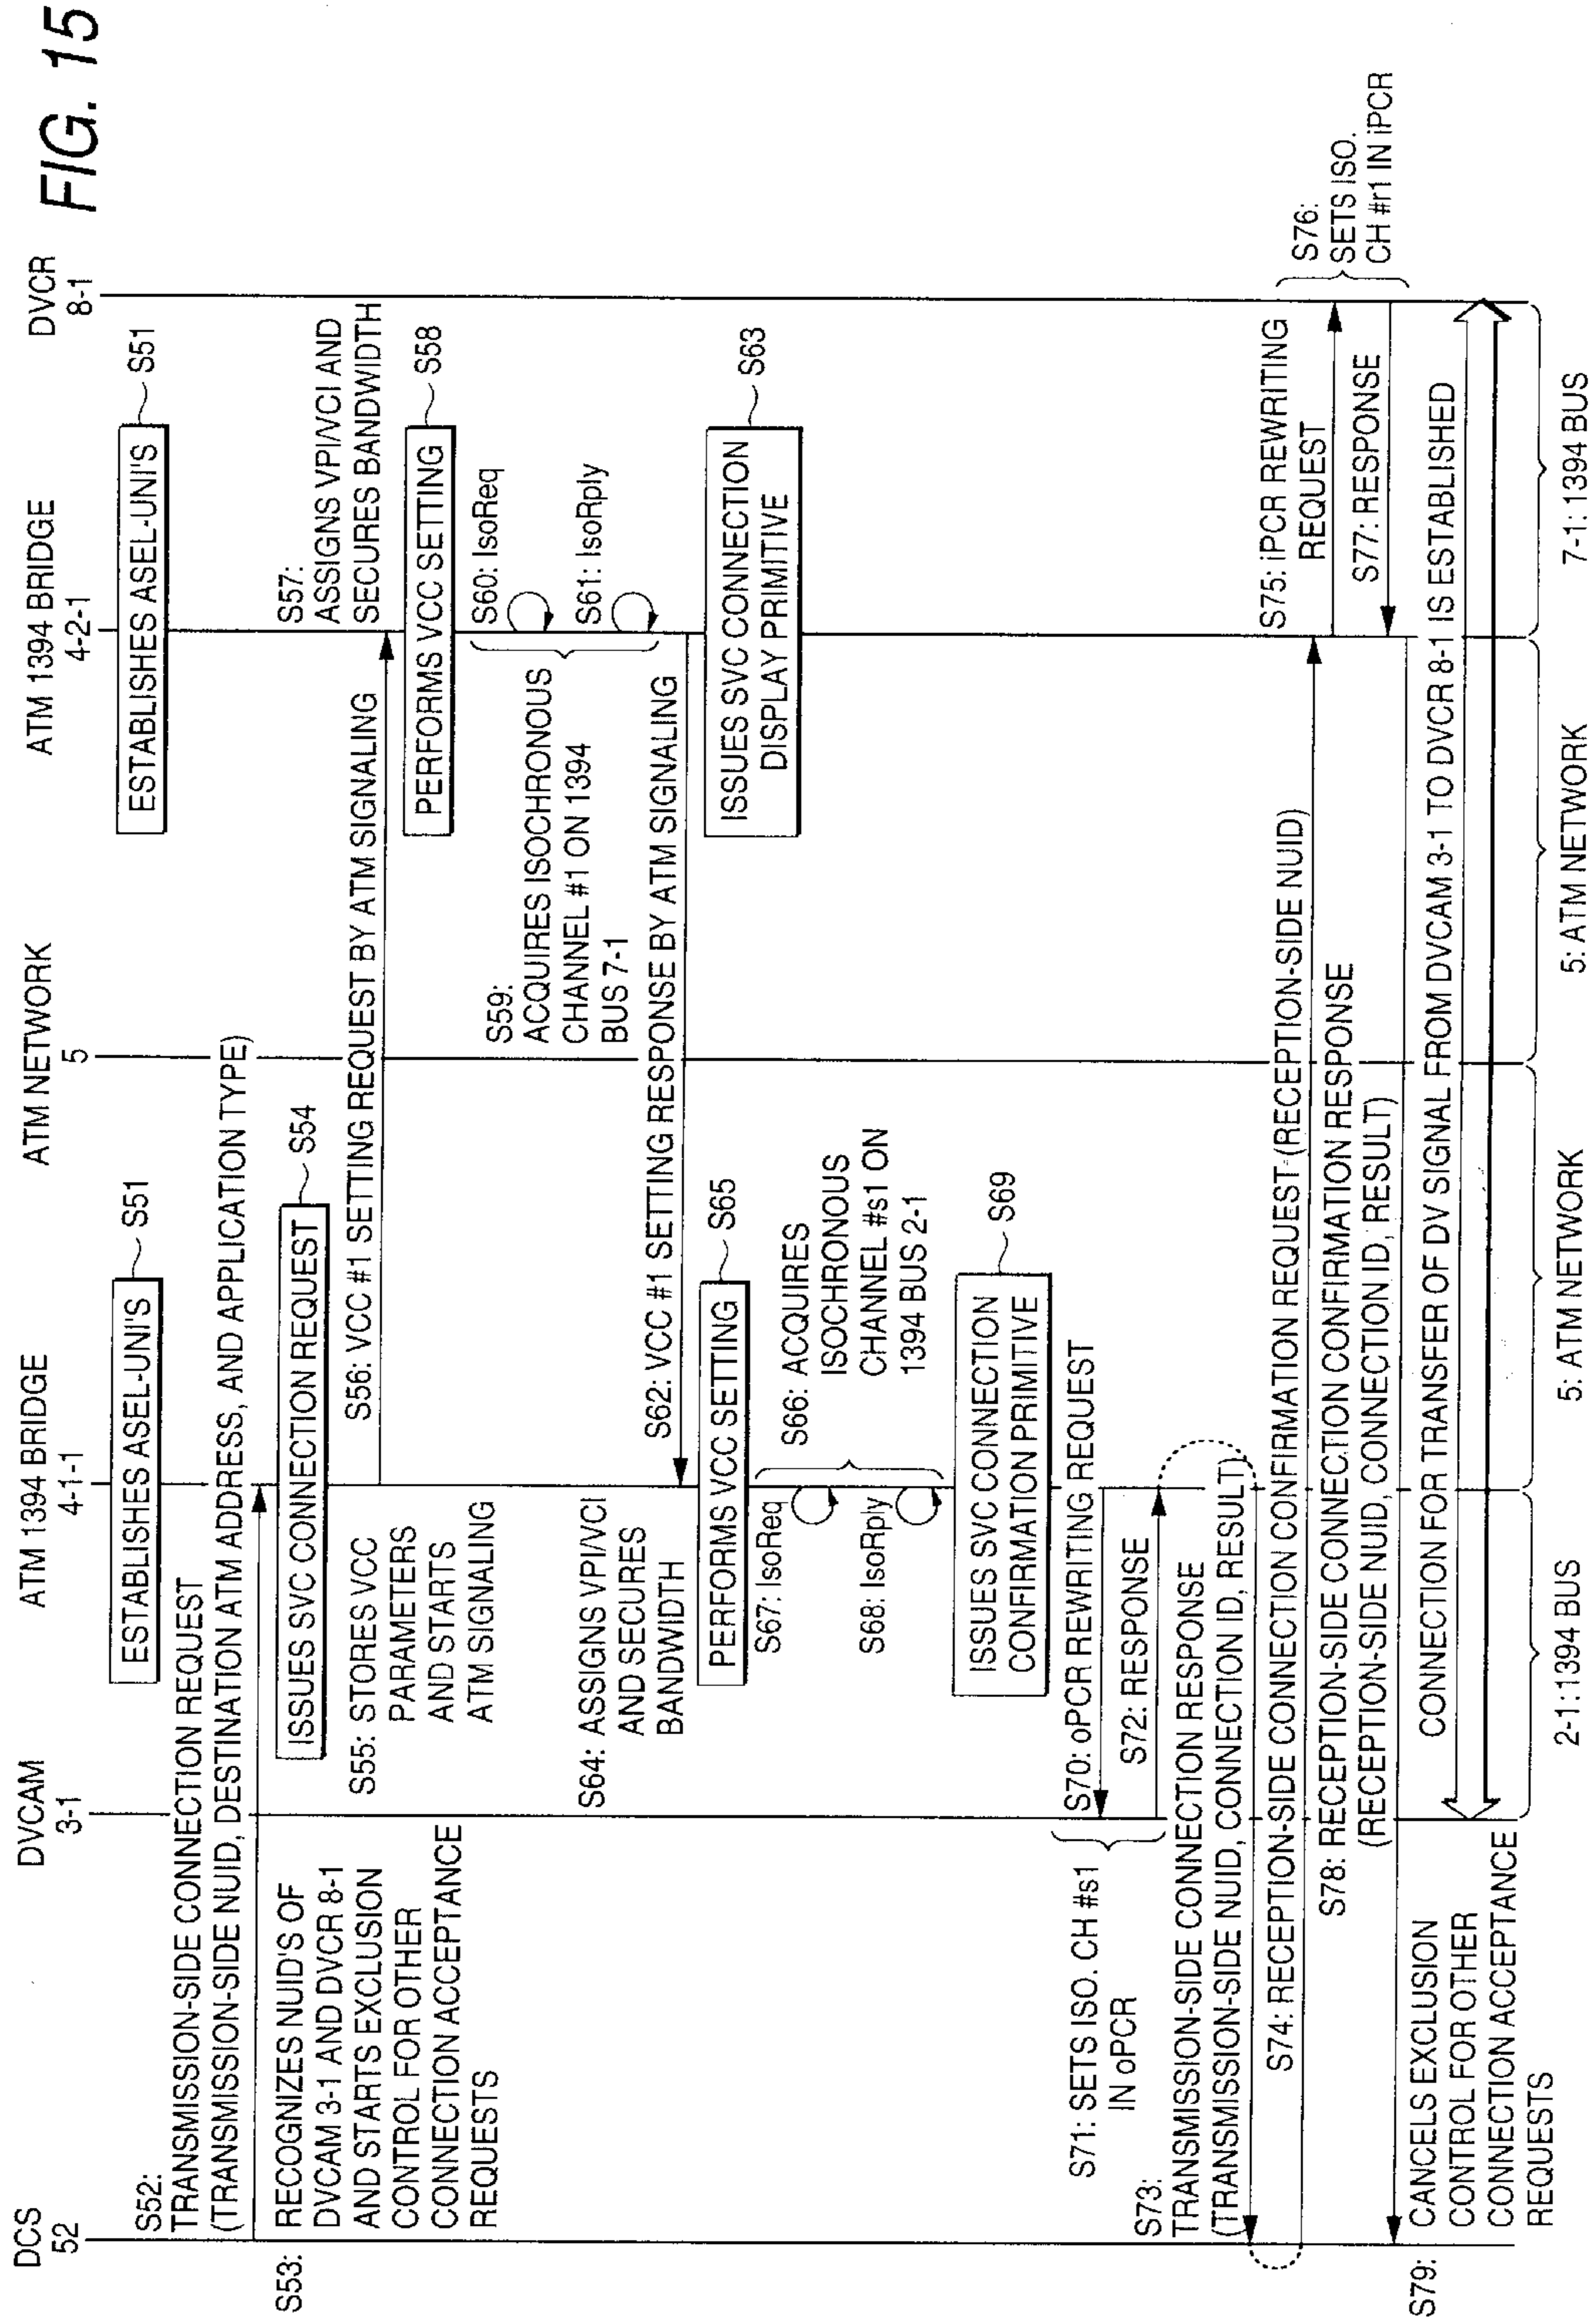 FIG. 15
DCS
52
DVCAM
3-1
ATM 1394 BRIDGE
4-1-1
ATM NETWORK
5
ATM 1394 BRIDGE
4-2-1
DVCR
8-1
ESTABLISHES ASEL-UNI'S
S51
ESTABLISHES ASEL-UNI'S
S51
S52:
TRANSMISSION-SIDE CONNECTION REQUEST
(TRANSMISSION-SIDE NUID, DESTINATION ATM ADDRESS, AND APPLICATION TYPE)
S53:
RECOGNIZES NUID'S OF
DVCAM 3-1 AND DVCR 8-1
AND STARTS EXCLUSION
CONTROL FOR OTHER
CONNECTION ACCEPTANCE
REQUESTS
ISSUES SVC CONNECTION REQUEST
S54
S55: STORES VCC
PARAMETERS
AND STARTS
ATM SIGNALING
S56: VCC #1 SETTING REQUEST BY ATM SIGNALING
S57:
ASSIGNS VPI/VCI AND
SECURES BANDWIDTH
PERFORMS VCC SETTING
S58
S59:
ACQUIRES ISOCHRONOUS
CHANNEL #1 ON 1394
BUS 7-1
S60: IsoReq
S61: IsoRply
S62: VCC #1 SETTING RESPONSE BY ATM SIGNALING
ISSUES SVC CONNECTION
DISPLAY PRIMITIVE
S63
S64: ASSIGNS VPI/VCI
AND SECURES
BANDWIDTH
PERFORMS VCC SETTING
S65
S66: ACQUIRES
ISOCHRONOUS
CHANNEL #s1 ON
1394 BUS 2-1
S67: IsoReq
S68: IsoRply
ISSUES SVC CONNECTION
CONFIRMATION PRIMITIVE
S69
S70: oPCR REWRITING REQUEST
S71: SETS ISO. CH #s1
IN oPCR
S72: RESPONSE
S73:
TRANSMISSION-SIDE CONNECTION RESPONSE
(TRANSMISSION-SIDE NUID, CONNECTION ID, RESULT)
S74: RECEPTION-SIDE CONNECTION CONFIRMATION REQUEST (RECEPTION-SIDE NUID)
S75: iPCR REWRITING
REQUEST
S76:
SETS ISO.
CH #r1 IN iPCR
S77: RESPONSE
S78: RECEPTION-SIDE CONNECTION CONFIRMATION RESPONSE
(RECEPTION-SIDE NUID, CONNECTION ID, RESULT)
S79:
CANCELS EXCLUSION
CONTROL FOR OTHER
CONNECTION ACCEPTANCE
REQUESTS
CONNECTION FOR TRANSFER OF DV SIGNAL FROM DVCAM 3-1 TO DVCR 8-1 IS ESTABLISHED
2-1:1394 BUS
5: ATM NETWORK
5: ATM NETWORK
7-1: 1394 BUS